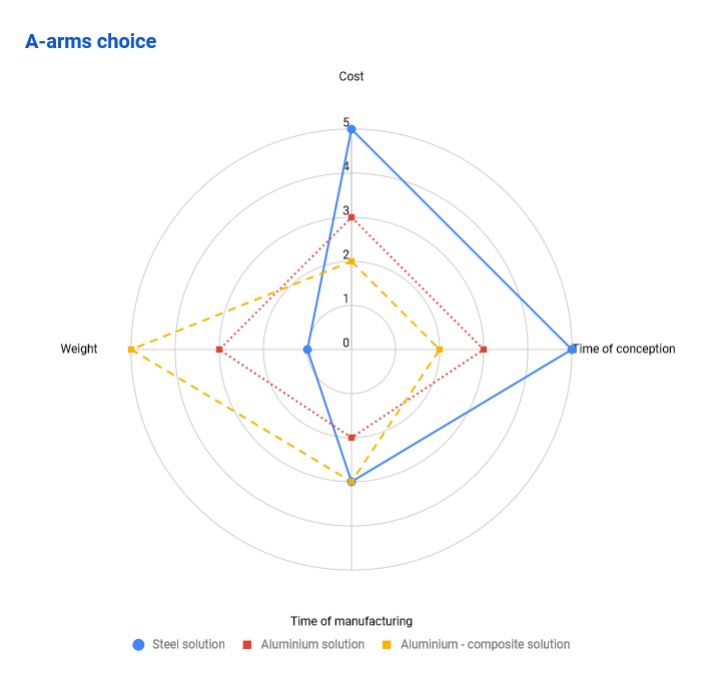 A-arms choice
Cost
5
4
3
2
1
0
Weight
Time of conception
Time of manufacturing
Steel solution Aluminium solution Aluminium - composite solution